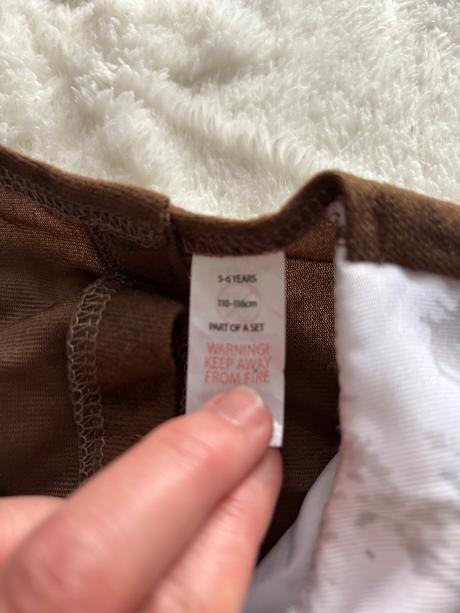 5-6 YEARS
110-116cm
PART OF A SET
WARNING!
KEEP AWAY
FROM FIRE